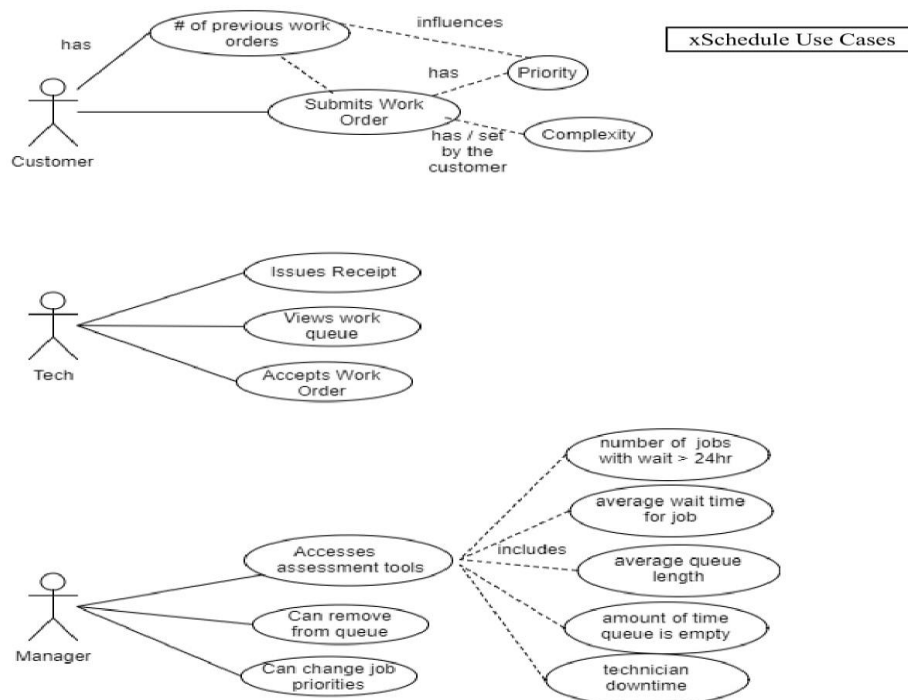 xSchedule Use Cases
# of previous work
orders
influences
has
has
Priority
Submits Work
Order
has / set
by the
customer
Complexity
Customer
Issues Receipt
Views work
queue
Accepts Work
Order
Tech
number of jobs
with wait > 24hr
average wait time
for job
Accesses
assessment tools
includes
average queue
length
Can remove
from queue
amount of time
queue is empty
Manager
Can change job
priorities
technician
downtime